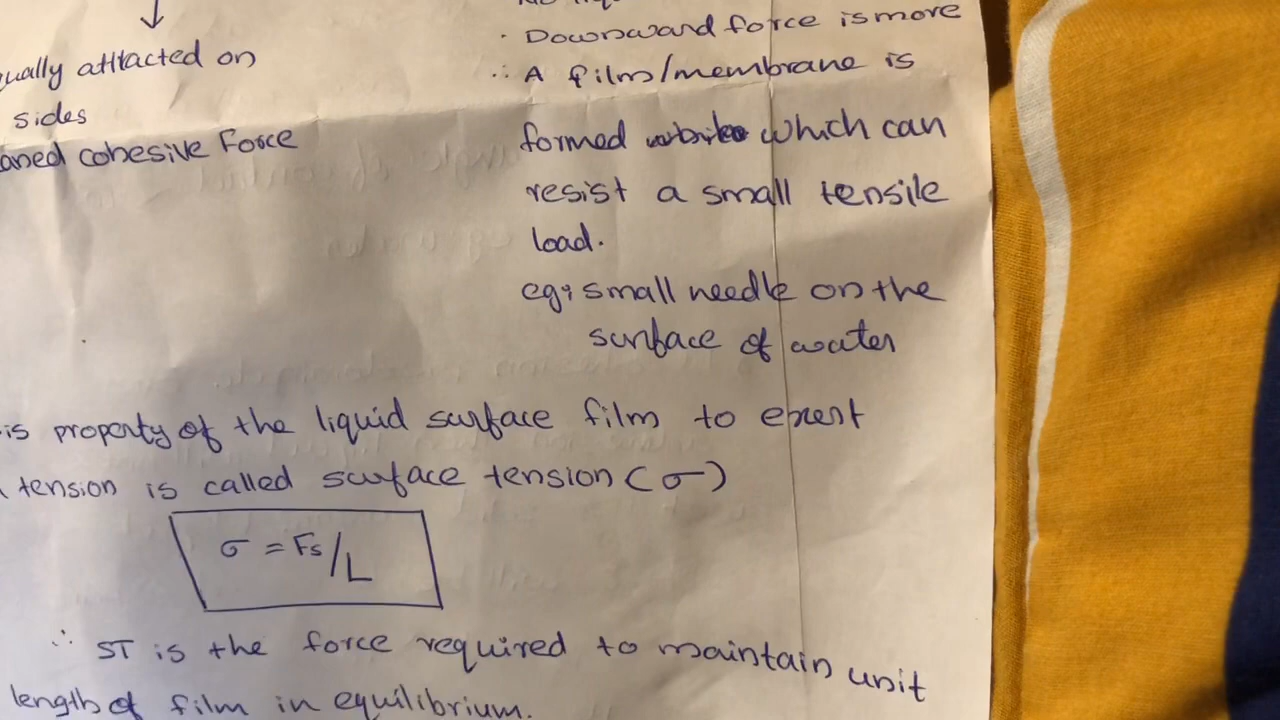 ↓
qually attracted on
sides
aned cohesive Force
· Downward force is more
∴ A film/membrane is
formed which can
resist a small tensile
load.
eg: small needle on the
surface of water
is property of the liquid surface film to exert
tension is called surface tension (σ)
σ = Fs/L
∴ ST is the force required to maintain unit
length of film in equilibrium.